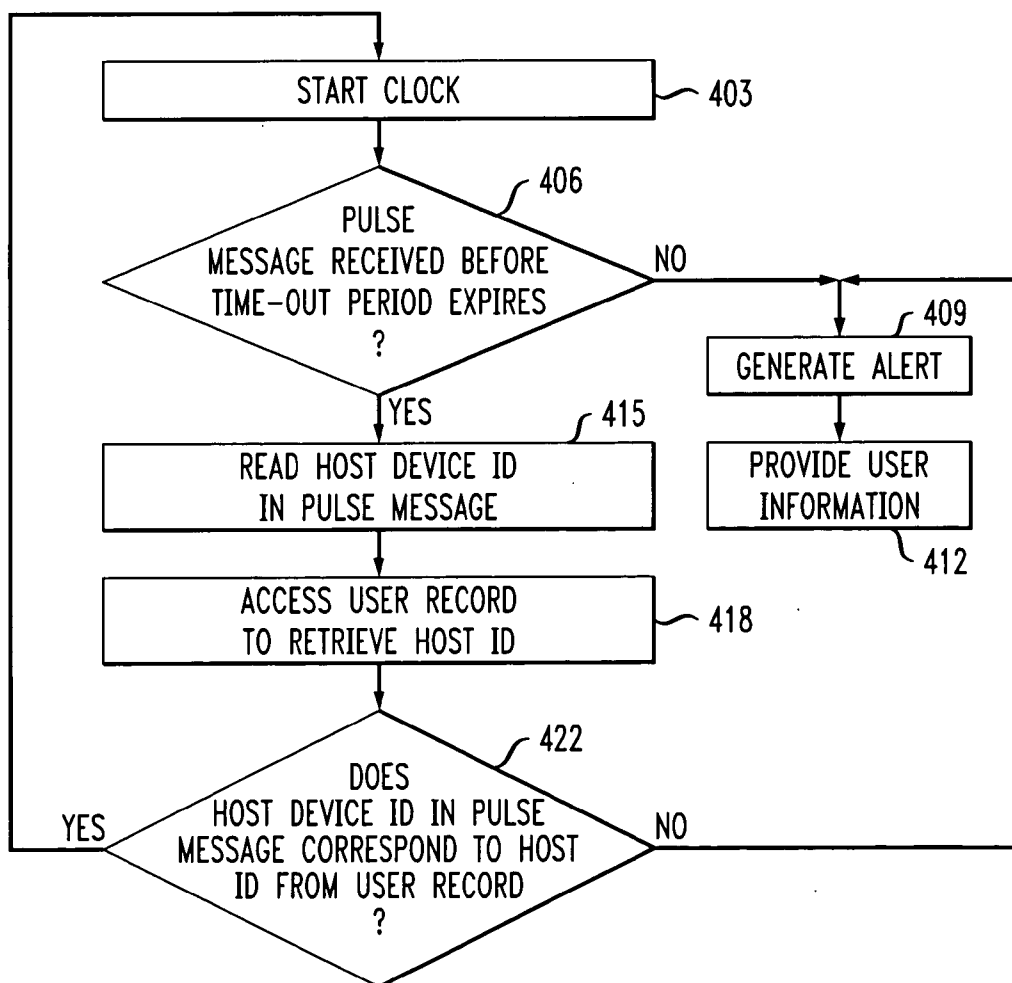 START CLOCK
403
406
PULSE
MESSAGE RECEIVED BEFORE
TIME-OUT PERIOD EXPIRES
?
NO
YES
409
GENERATE ALERT
415
READ HOST DEVICE ID
IN PULSE MESSAGE
PROVIDE USER
INFORMATION
412
ACCESS USER RECORD
TO RETRIEVE HOST ID
418
422
DOES
HOST DEVICE ID IN PULSE
MESSAGE CORRESPOND TO HOST
ID FROM USER RECORD
?
YES
NO